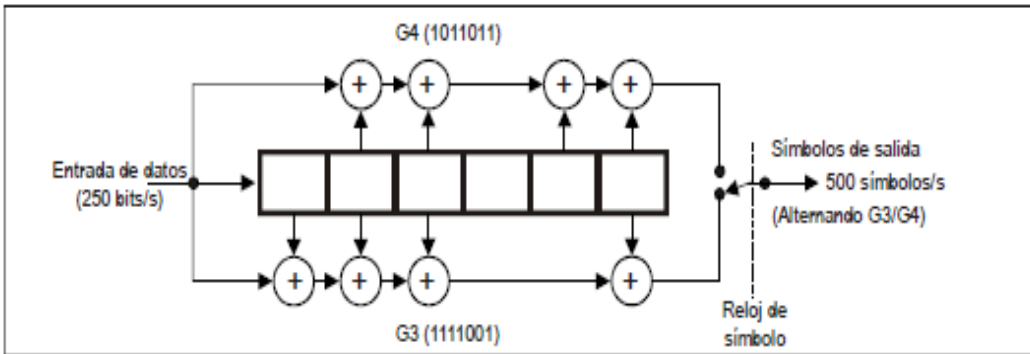 G4 (1011011)
+ + + +
Entrada de datos
(250 bits/s)
Símbolos de salida
500 símbolos/s
(Alternando G3/G4)
+ + + +
G3 (1111001)
Reloj de
símbolo